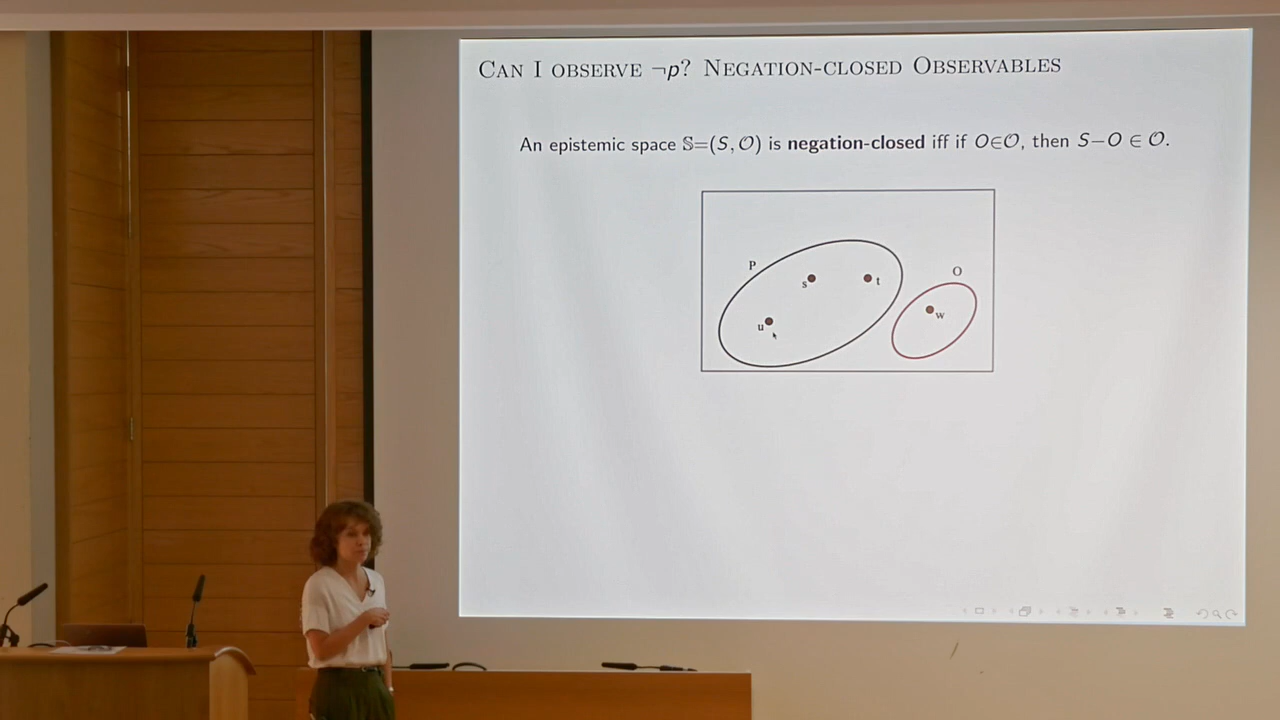 CAN I OBSERVE ¬p? NEGATION-CLOSED OBSERVABLES
An epistemic space 𝕊=(S, 𝒪) is negation-closed iff if O∈𝒪, then S−O ∈ 𝒪.
P
O
s
t
w
u